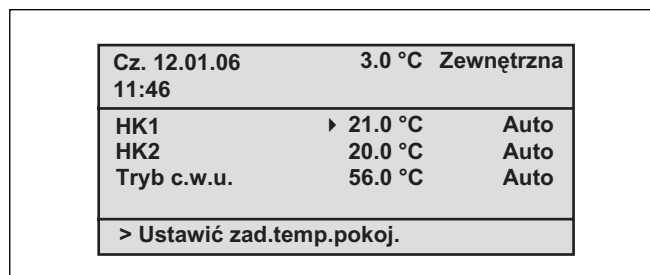 Cz. 12.01.06 3.0 °C Zewnętrzna
11:46
HK1 21.0 °C Auto
HK2 20.0 °C Auto
Tryb c.w.u. 56.0 °C Auto
> Ustawić zad.temp.pokoj.